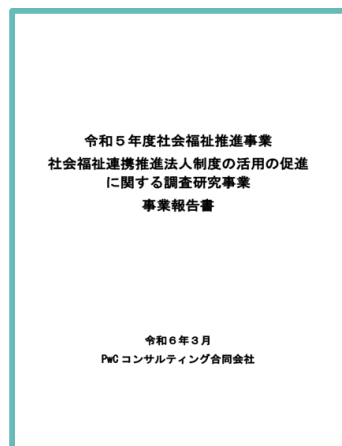 令和５年度社会福祉推進事業
社会福祉連携推進法人制度の活用の促進
に関する調査研究事業
事業報告書
令和６年３月
PwC コンサルティング合同会社